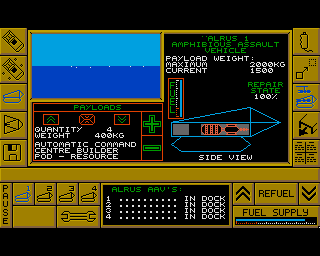 "ALRUS 1"
AMPHIBIOUS ASSAULT
VEHICLE
PAYLOAD WEIGHT:
MAXIMUM 2000KG
CURRENT 1500
REPAIR
STATE
100%
PAYLOADS
QUANTITY 4
WEIGHT 400KG
AUTOMATIC COMMAND
CENTRE BUILDER
POD - RESOURCE
SIDE VIEW
PAUSE
1 2 3 4
ALRUS AAV'S:
1 .......... IN DOCK
2 .......... IN DOCK
3 .......... IN DOCK
4 .......... IN DOCK
REFUEL
FUEL SUPPLY